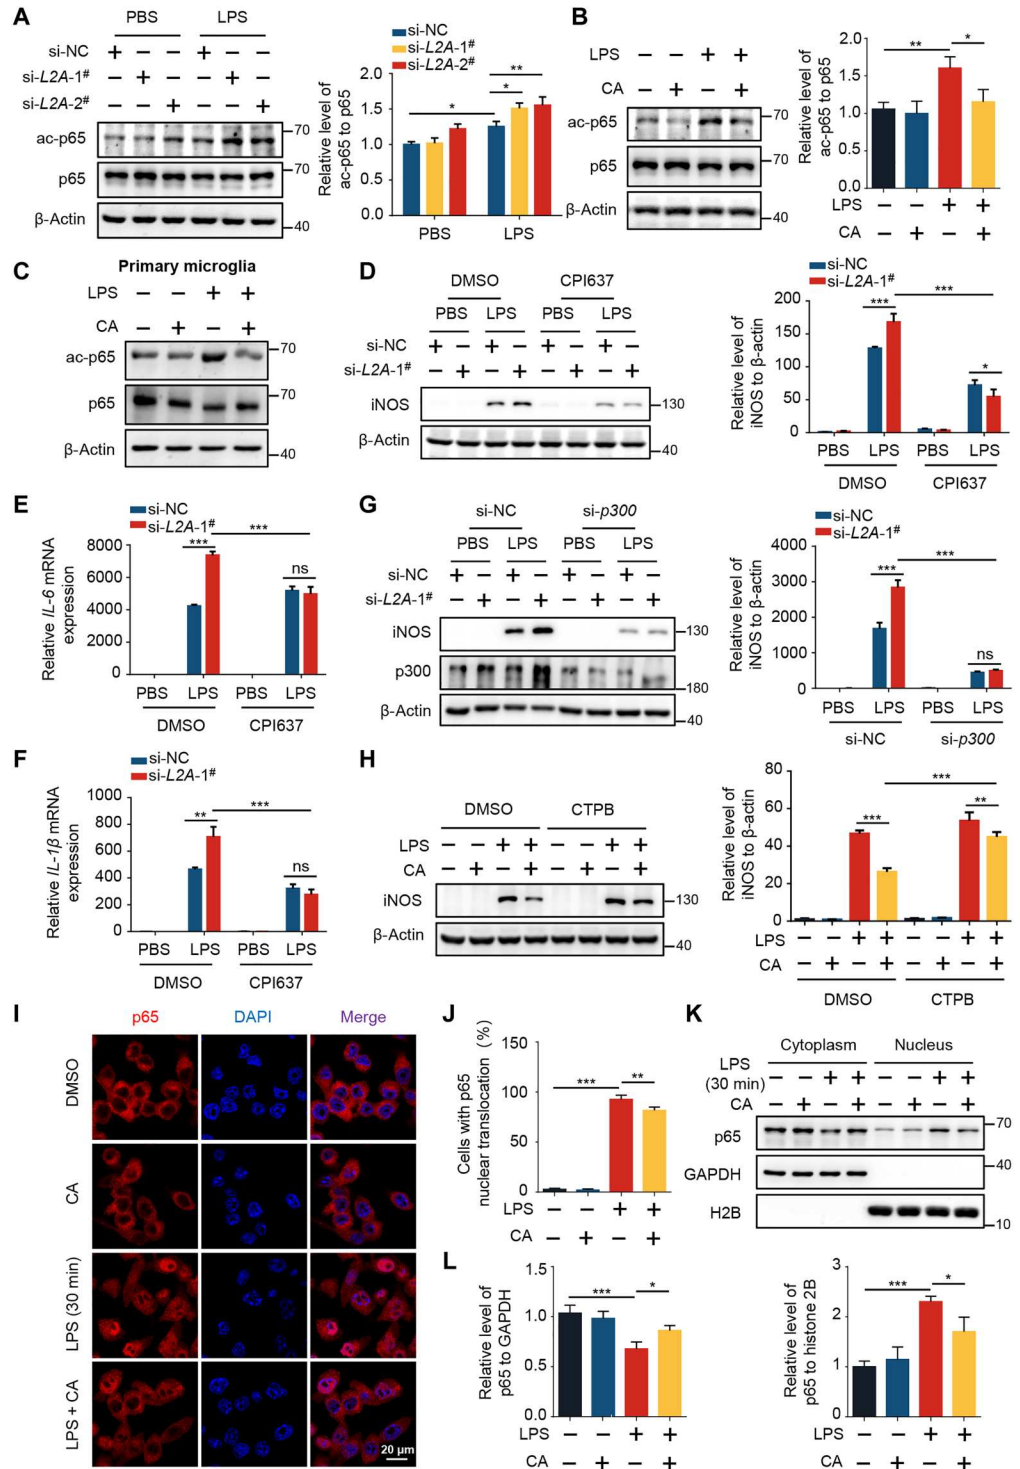 A
PBS LPS
si-NC + − − + − −
si-L2A-1# − + − − + −
si-L2A-2# − − + − − +
ac-p65 70
p65 70
β-Actin 40
si-NC
si-L2A-1#
si-L2A-2#
Relative level of
ac-p65 to p65
2.0
1.5
1.0
0.5
0.0
* * **
PBS LPS
B
LPS − − + +
CA − + − +
ac-p65 70
p65 70
β-Actin 40
Relative level of
ac-p65 to p65
2.0
1.5
1.0
0.5
0.0
** *
LPS − − + +
CA − + − +
C
Primary microglia
LPS − − + +
CA − + − +
ac-p65 70
p65 70
β-Actin 40
D
DMSO CPI637
PBS LPS PBS LPS
si-NC + − + − + − + −
si-L2A-1# − + − + − + − +
iNOS 130
β-Actin 40
si-NC
si-L2A-1#
Relative level of
iNOS to β-actin
200
150
100
50
0
*** *** *
PBS LPS PBS LPS
DMSO CPI637
E
si-NC
si-L2A-1#
Relative IL-6 mRNA
expression
8000
6000
4000
2000
0
*** *** ns
PBS LPS PBS LPS
DMSO CPI637
F
si-NC
si-L2A-1#
Relative IL-1β mRNA
expression
1000
800
600
400
200
0
** *** ns
PBS LPS PBS LPS
DMSO CPI637
G
si-NC si-p300
PBS LPS PBS LPS
si-NC + − + − + − + −
si-L2A-1# − + − + − + − +
iNOS 130
p300 180
β-Actin 40
si-NC
si-L2A-1#
Relative level of
iNOS to β-actin
4000
3000
2000
1000
0
*** *** ns
PBS LPS PBS LPS
si-NC si-p300
H
DMSO CTPB
LPS − − + + − − + +
CA − + − + − + − +
iNOS 130
β-Actin 40
Relative level of
iNOS to β-actin
80
60
40
20
0
*** *** **
LPS − − + + − − + +
CA − + − + − + − +
DMSO CTPB
I
p65 DAPI Merge
DMSO
CA
LPS (30 min)
LPS + CA
20 μm
J
Cells with p65
nuclear translocation (%)
150
100
50
0
*** **
LPS − − + +
CA − + − +
K
Cytoplasm Nucleus
LPS
(30 min) − − + + − − + +
CA − + − + − + − +
p65 70
GAPDH 40
H2B 10
L
Relative level of
p65 to GAPDH
1.5
1.0
0.5
0.0
*** *
LPS − − + +
CA − + − +
Relative level of
p65 to histone 2B
3
2
1
0
*** *
LPS − − + +
CA − + − +